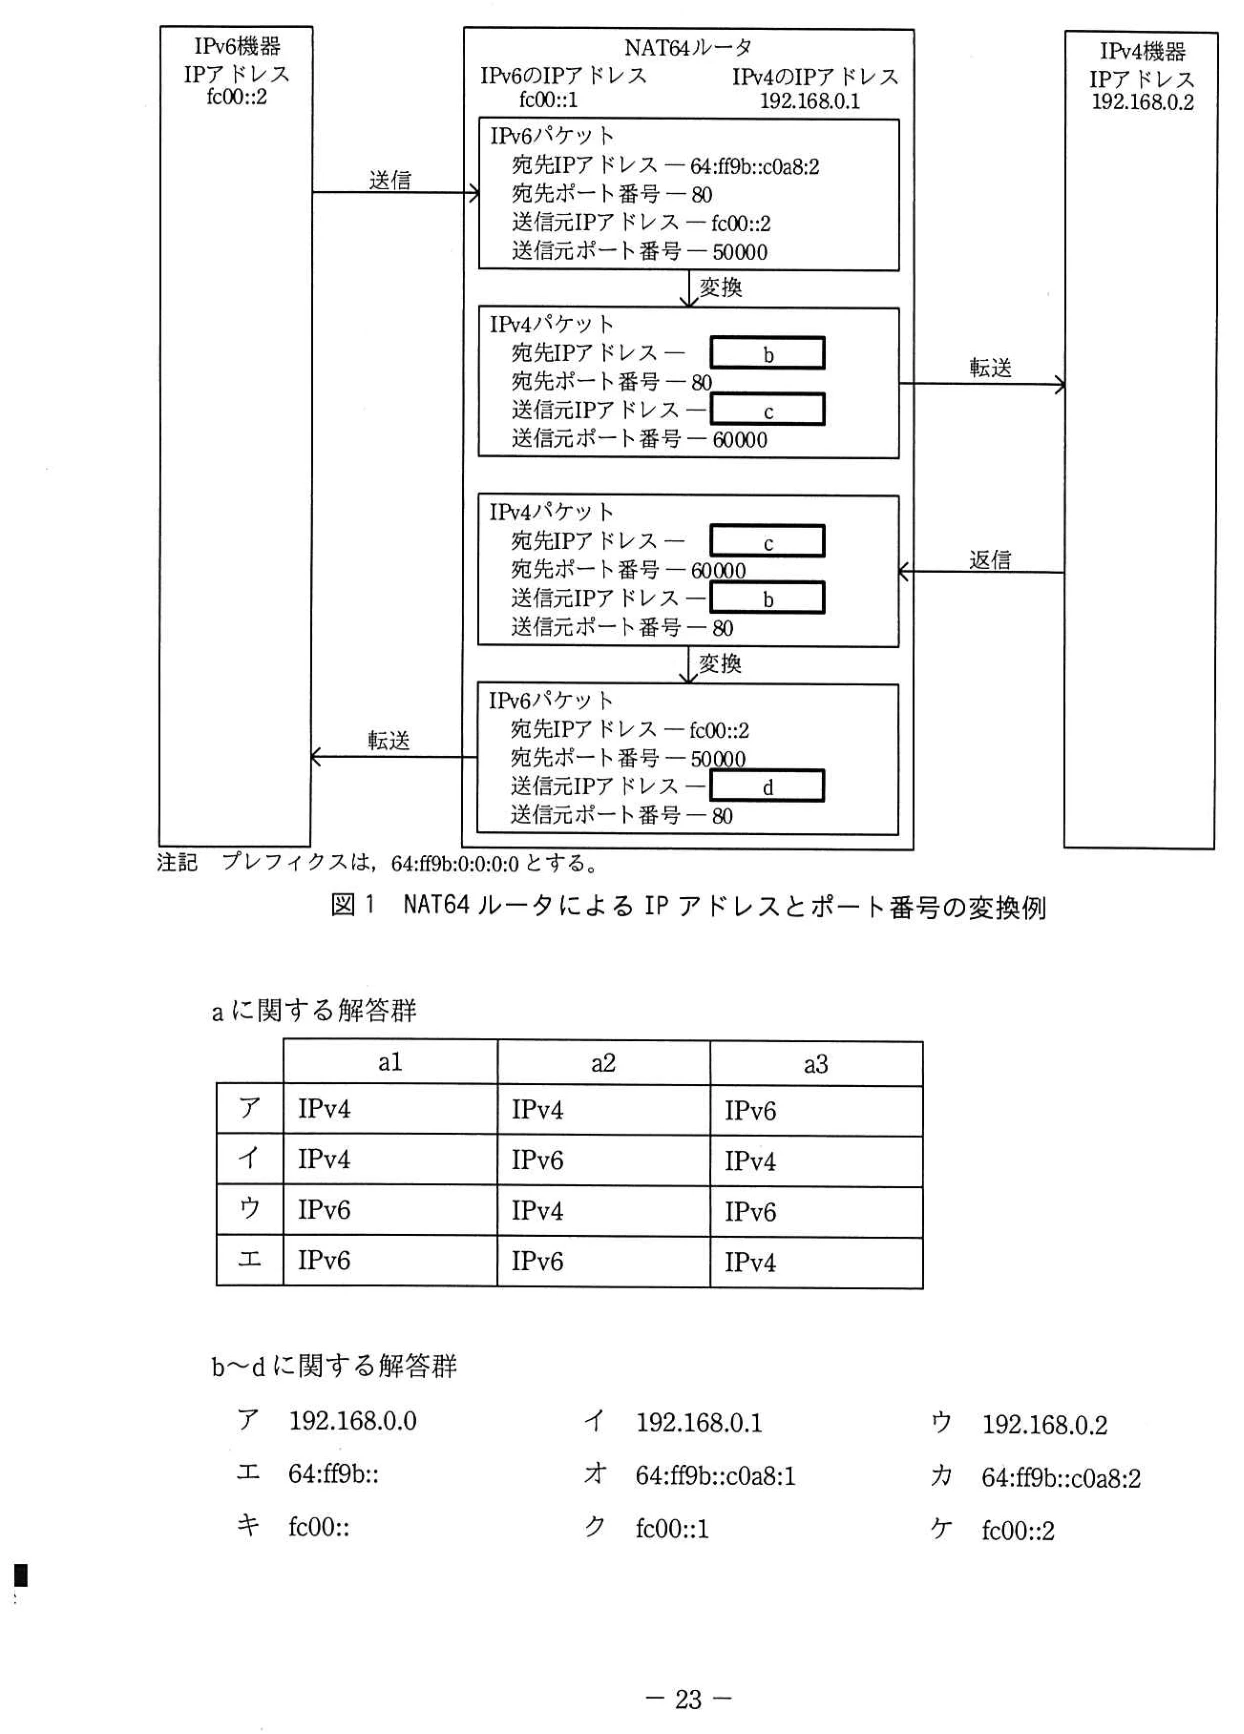 IPv6機器
IPアドレス
fc00::2
NAT64ルータ
IPv6のIPアドレス
fc00::1
IPv4のIPアドレス
192.168.0.1
IPv4機器
IPアドレス
192.168.0.2
IPv6パケット
宛先IPアドレス — 64:ff9b::c0a8:2
宛先ポート番号 — 80
送信元IPアドレス — fc00::2
送信元ポート番号 — 50000
送信
変換
IPv4パケット
宛先IPアドレス — b
宛先ポート番号 — 80
送信元IPアドレス — c
送信元ポート番号 — 60000
転送
IPv4パケット
宛先IPアドレス — c
宛先ポート番号 — 60000
送信元IPアドレス — b
送信元ポート番号 — 80
返信
変換
IPv6パケット
宛先IPアドレス — fc00::2
宛先ポート番号 — 50000
送信元IPアドレス — d
送信元ポート番号 — 80
転送
注記 プレフィクスは，64:ff9b:0:0:0:0 とする。
図1 NAT64 ルータによる IP アドレスとポート番号の変換例
a に関する解答群
a1 a2 a3
ア IPv4 IPv4 IPv6
イ IPv4 IPv6 IPv4
ウ IPv6 IPv4 IPv6
エ IPv6 IPv6 IPv4
b～d に関する解答群
ア 192.168.0.0 イ 192.168.0.1 ウ 192.168.0.2
エ 64:ff9b:: オ 64:ff9b::c0a8:1 カ 64:ff9b::c0a8:2
キ fc00:: ク fc00::1 ケ fc00::2
— 23 —